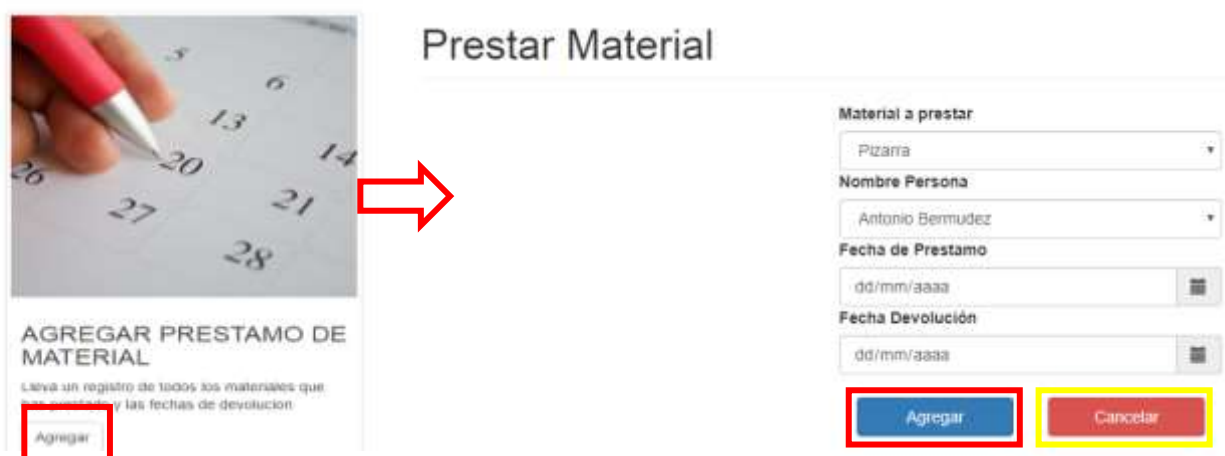 Prestar Material
5
6
13
14
20
21
26
27
28
AGREGAR PRESTAMO DE
MATERIAL
Lleva un registro de todos los materiales que
has prestado y las fechas de devolucion
Agregar
Material a prestar
Pizarra
Nombre Persona
Antonio Bermudez
Fecha de Prestamo
dd/mm/aaaa
Fecha Devolución
dd/mm/aaaa
Agregar
Cancelar